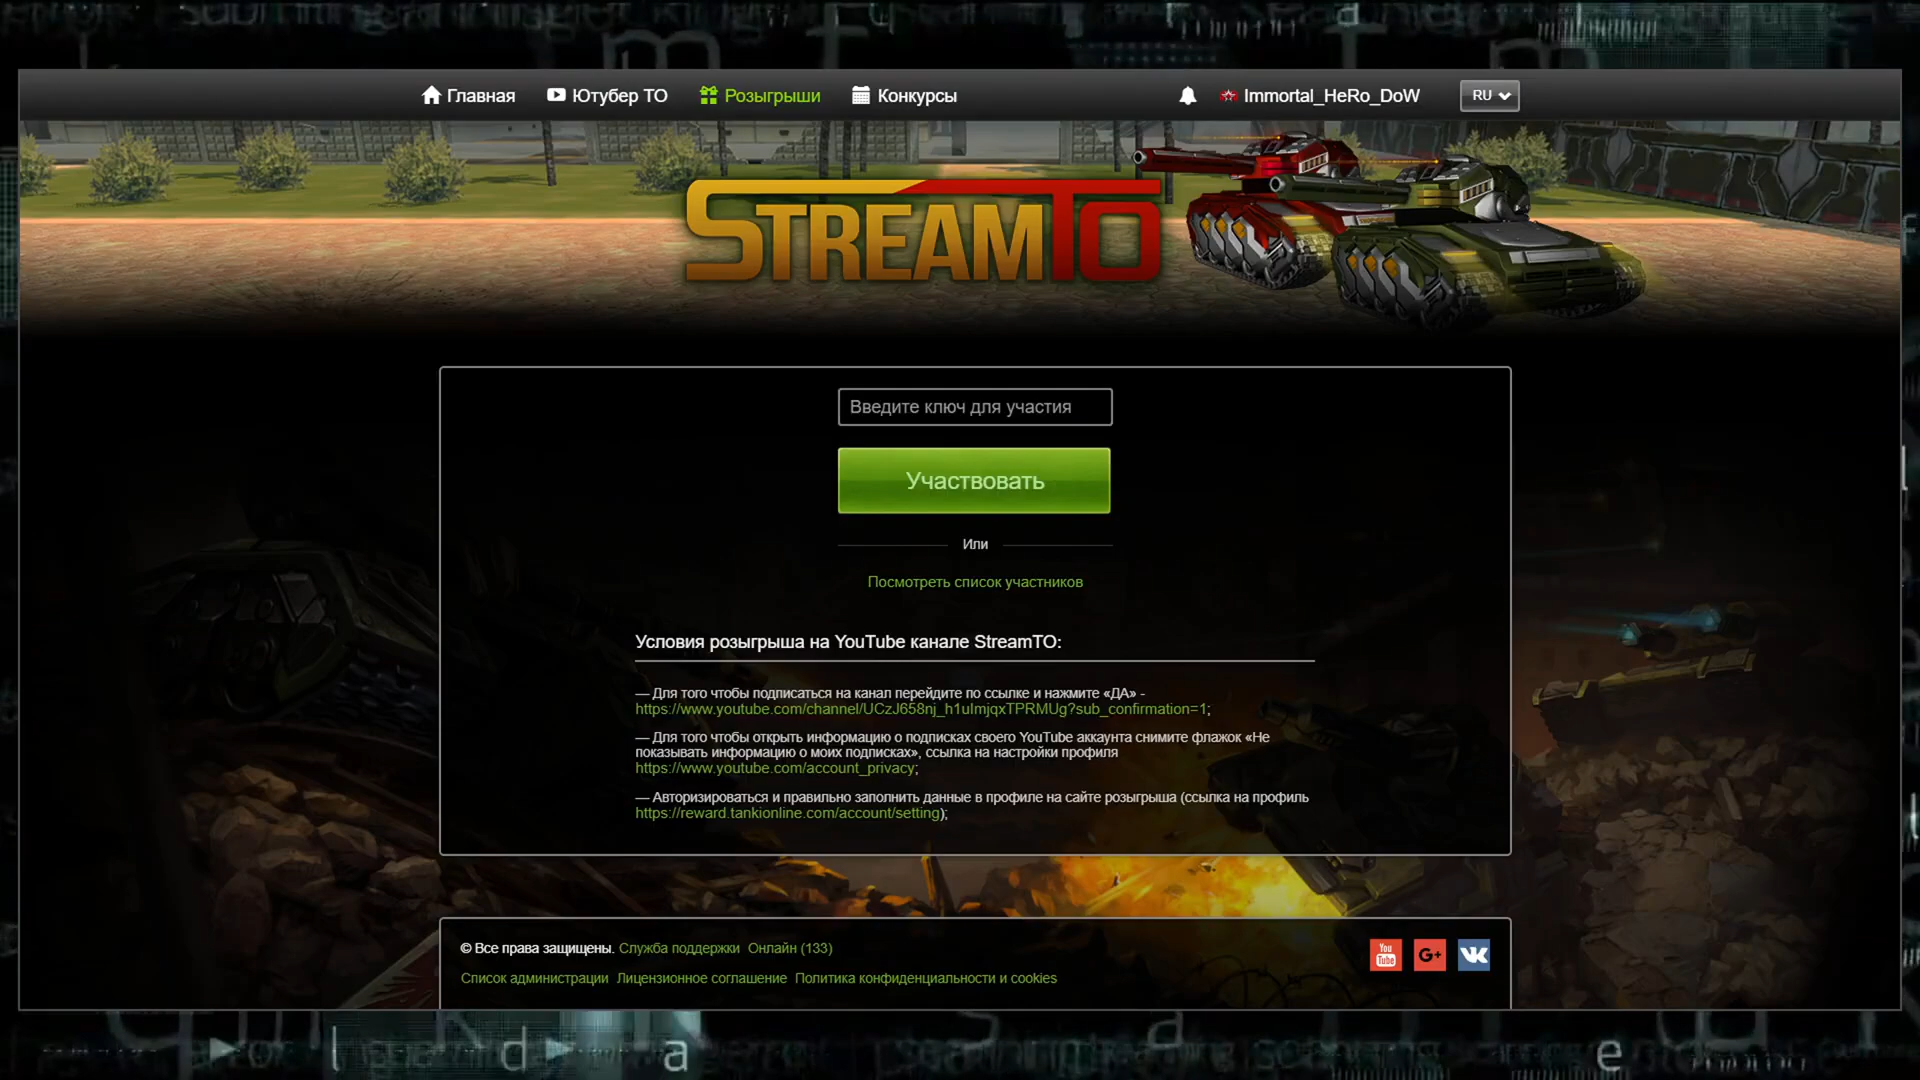 Главная Ютубер ТО Розыгрыши Конкурсы Immortal_HeRo_DoW RU
STREAMTO
Введите ключ для участия
Участвовать
Или
Посмотреть список участников
Условия розыгрыша на YouTube канале StreamTO:
— Для того чтобы подписаться на канал перейдите по ссылке и нажмите «ДА» -
https://www.youtube.com/channel/UCzJ658nj_h1uImjqxTPRMUg?sub_confirmation=1;
— Для того чтобы открыть информацию о подписках своего YouTube аккаунта снимите флажок «Не
показывать информацию о моих подписках», ссылка на настройки профиля
https://www.youtube.com/account_privacy;
— Авторизироваться и правильно заполнить данные в профиле на сайте розыгрыша (ссылка на профиль
https://reward.tankionline.com/account/setting);
© Все права защищены. Служба поддержки Онлайн (133)
You Tube G+
Список администрации Лицензионное соглашение Политика конфиденциальности и cookies